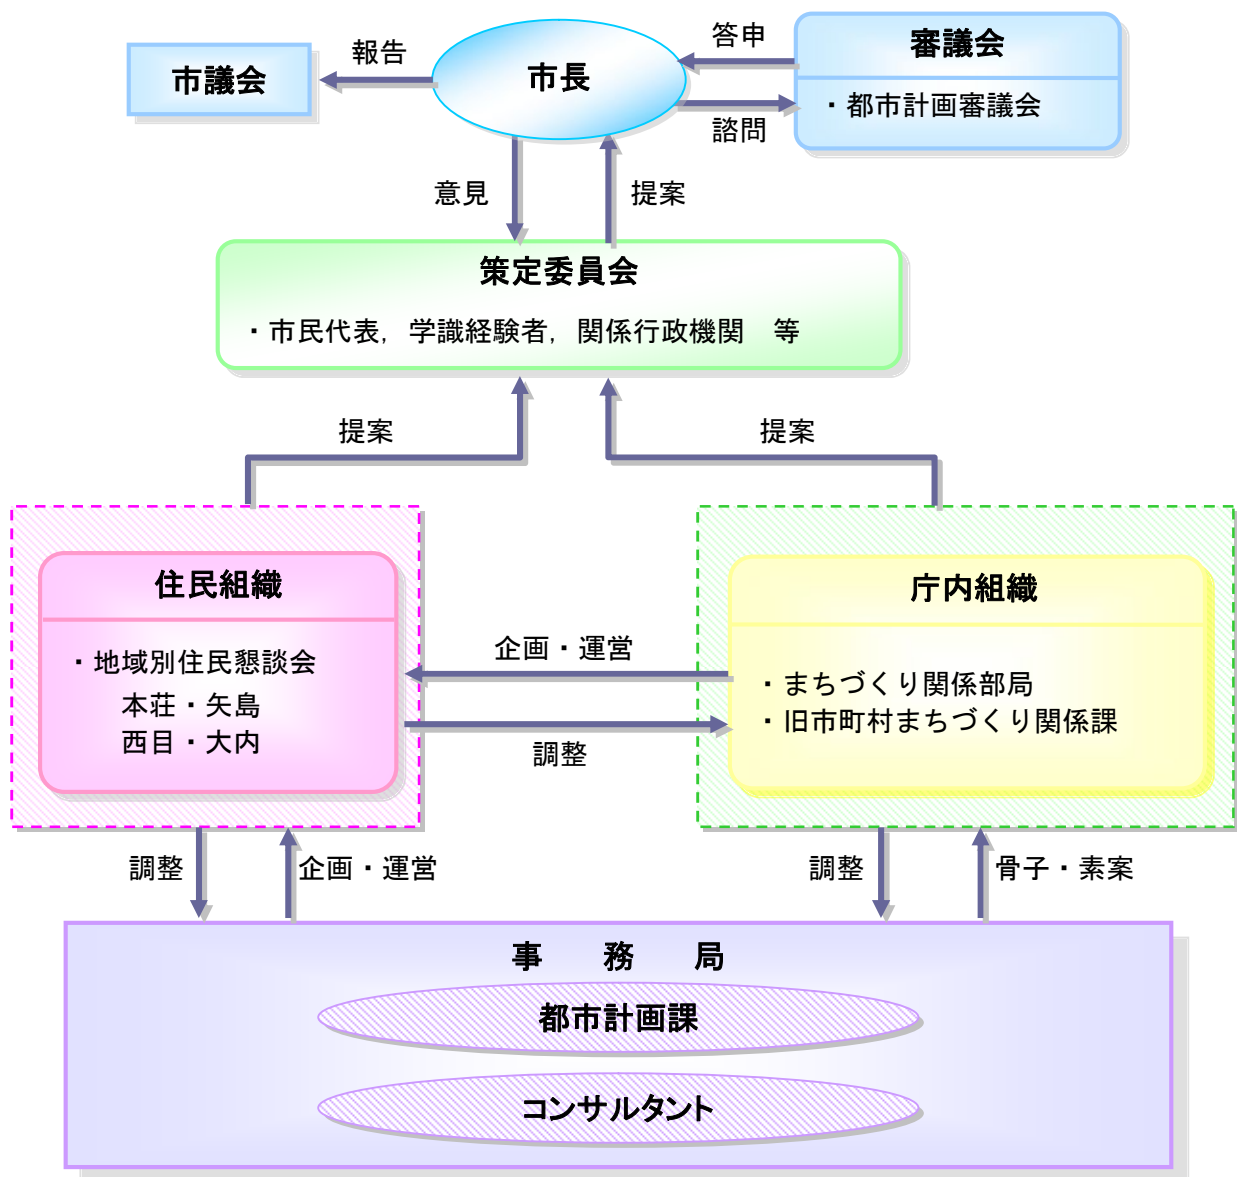 市議会
報告
市長
答申
諮問
審議会
・都市計画審議会
意見
提案
策定委員会
・市民代表，学識経験者，関係行政機関　等
提案
提案
住民組織
・地域別住民懇談会
本荘・矢島
西目・大内
企画・運営
調整
庁内組織
・まちづくり関係部局
・旧市町村まちづくり関係課
調整
企画・運営
調整
骨子・素案
事　務　局
都市計画課
コンサルタント